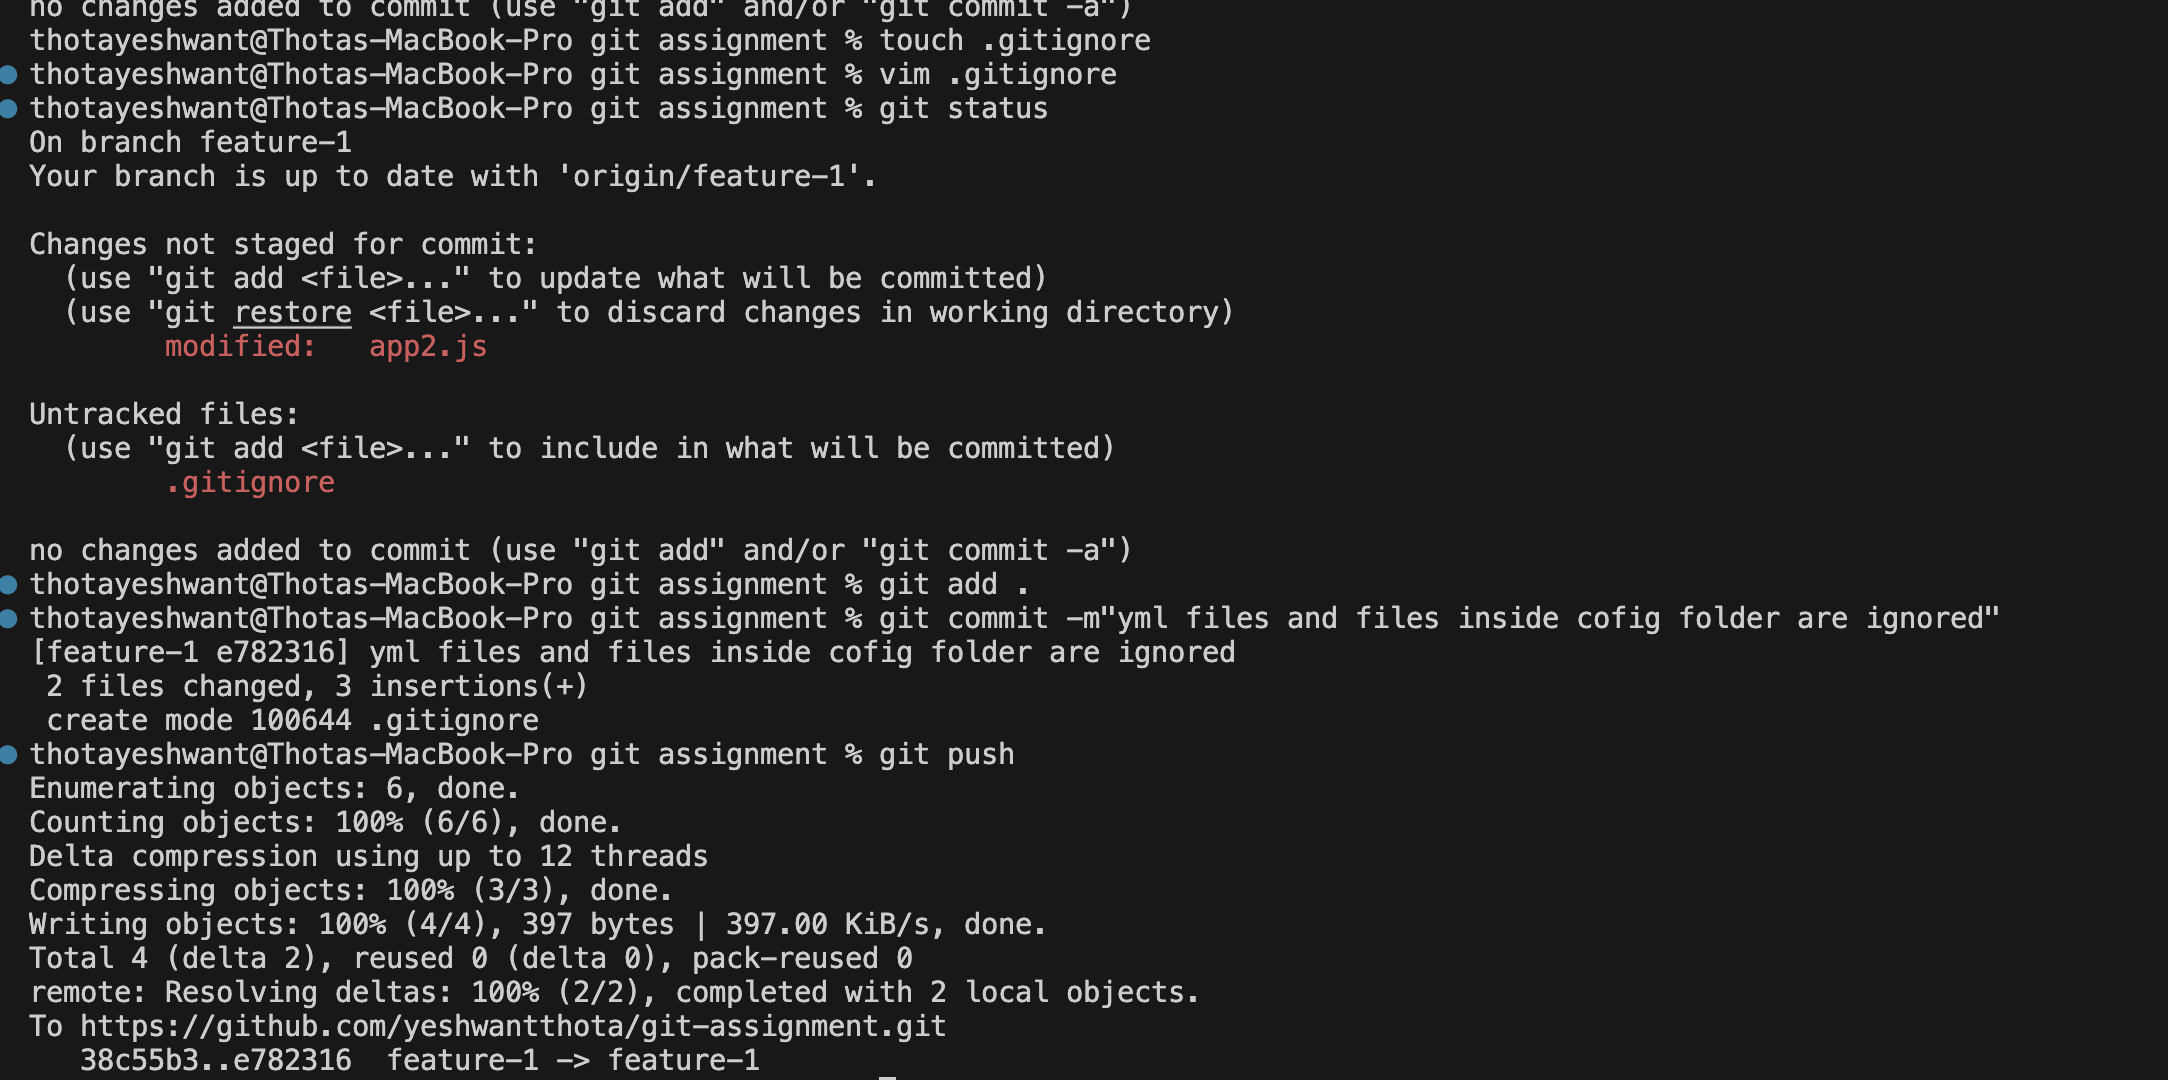 no changes added to commit (use "git add" and/or "git commit -a")
thotayeshwant@Thotas-MacBook-Pro git assignment % touch .gitignore
thotayeshwant@Thotas-MacBook-Pro git assignment % vim .gitignore
thotayeshwant@Thotas-MacBook-Pro git assignment % git status
On branch feature-1
Your branch is up to date with 'origin/feature-1'.
Changes not staged for commit:
  (use "git add <file>..." to update what will be committed)
  (use "git restore <file>..." to discard changes in working directory)
        modified:   app2.js
Untracked files:
  (use "git add <file>..." to include in what will be committed)
        .gitignore
no changes added to commit (use "git add" and/or "git commit -a")
thotayeshwant@Thotas-MacBook-Pro git assignment % git add .
thotayeshwant@Thotas-MacBook-Pro git assignment % git commit -m"yml files and files inside cofig folder are ignored"
[feature-1 e782316] yml files and files inside cofig folder are ignored
 2 files changed, 3 insertions(+)
 create mode 100644 .gitignore
thotayeshwant@Thotas-MacBook-Pro git assignment % git push
Enumerating objects: 6, done.
Counting objects: 100% (6/6), done.
Delta compression using up to 12 threads
Compressing objects: 100% (3/3), done.
Writing objects: 100% (4/4), 397 bytes | 397.00 KiB/s, done.
Total 4 (delta 2), reused 0 (delta 0), pack-reused 0
remote: Resolving deltas: 100% (2/2), completed with 2 local objects.
To https://github.com/yeshwantthota/git-assignment.git
   38c55b3..e782316  feature-1 -> feature-1